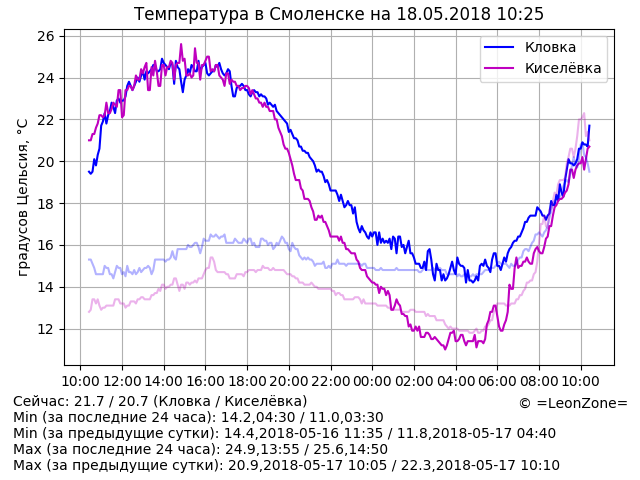 Температура в Смоленске на 18.05.2018 10:25
градусов Цельсия, °C
26
24
22
20
18
16
14
12
Кловка
Киселёвка
10:00 12:00 14:00 16:00 18:00 20:00 22:00 00:00 02:00 04:00 06:00 08:00 10:00
© =LeonZone=
Сейчас: 21.7 / 20.7 (Кловка / Киселёвка)
Min (за последние 24 часа): 14.2,04:30 / 11.0,03:30
Min (за предыдущие сутки): 14.4,2018-05-16 11:35 / 11.8,2018-05-17 04:40
Max (за последние 24 часа): 24.9,13:55 / 25.6,14:50
Max (за предыдущие сутки): 20.9,2018-05-17 10:05 / 22.3,2018-05-17 10:10